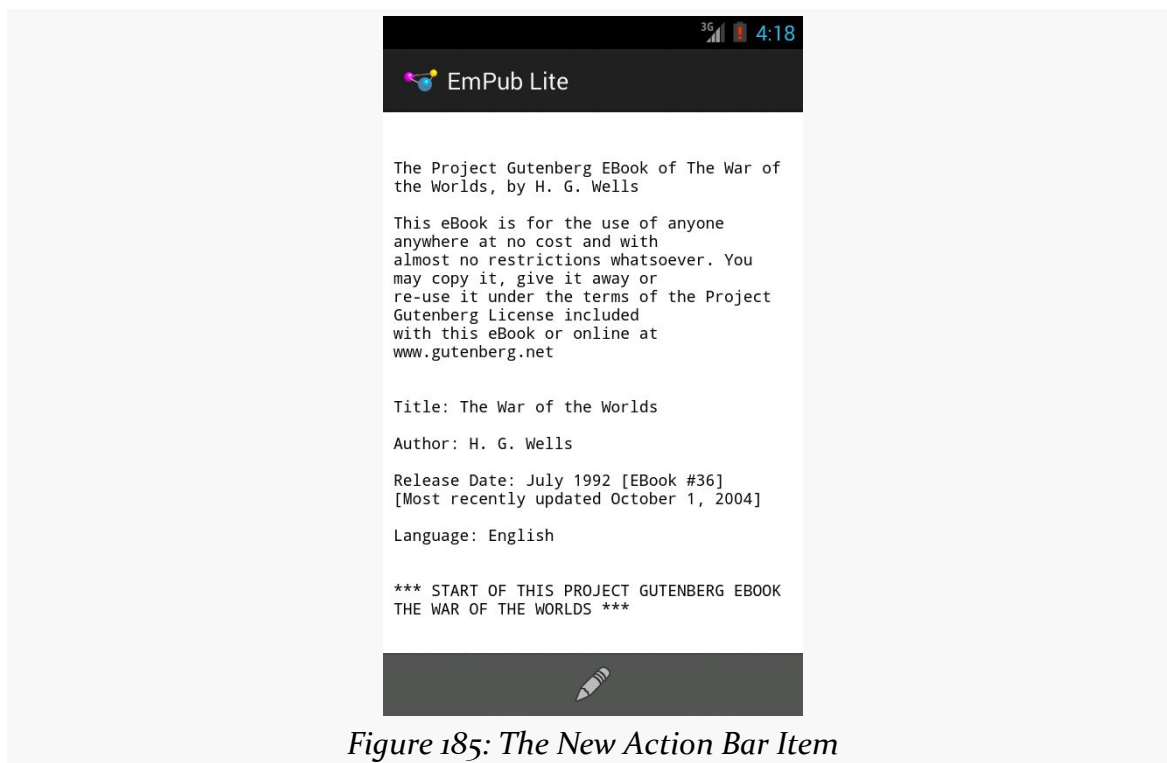 3G 4:18
EmPub Lite
The Project Gutenberg EBook of The War of
the Worlds, by H. G. Wells
This eBook is for the use of anyone
anywhere at no cost and with
almost no restrictions whatsoever. You
may copy it, give it away or
re-use it under the terms of the Project
Gutenberg License included
with this eBook or online at
www.gutenberg.net
Title: The War of the Worlds
Author: H. G. Wells
Release Date: July 1992 [EBook #36]
[Most recently updated October 1, 2004]
Language: English
*** START OF THIS PROJECT GUTENBERG EBOOK
THE WAR OF THE WORLDS ***
Figure 185: The New Action Bar Item